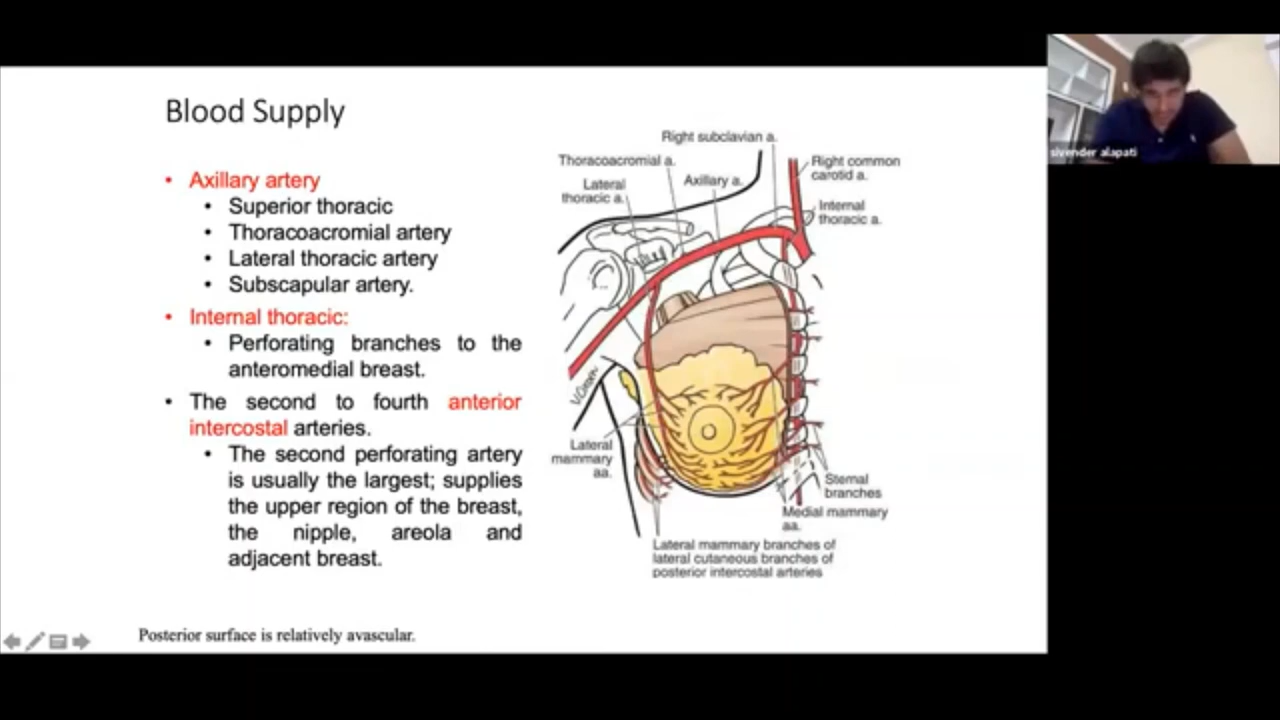 Blood Supply
• Axillary artery
• Superior thoracic
• Thoracoacromial artery
• Lateral thoracic artery
• Subscapular artery.
• Internal thoracic:
• Perforating branches to the
anteromedial breast.
• The second to fourth anterior
intercostal arteries.
• The second perforating artery
is usually the largest; supplies
the upper region of the breast,
the nipple, areola and
adjacent breast.
Posterior surface is relatively avascular.
Right subclavian a.
Thoracoacromial a.
Lateral
thoracic a.
Axillary a.
Right common
carotid a.
Internal
thoracic a.
Lateral
mammary
aa.
Sternal
branches
Medial mammary
aa.
Lateral mammary branches of
lateral cutaneous branches of
posterior intercostal arteries
sivender alapati